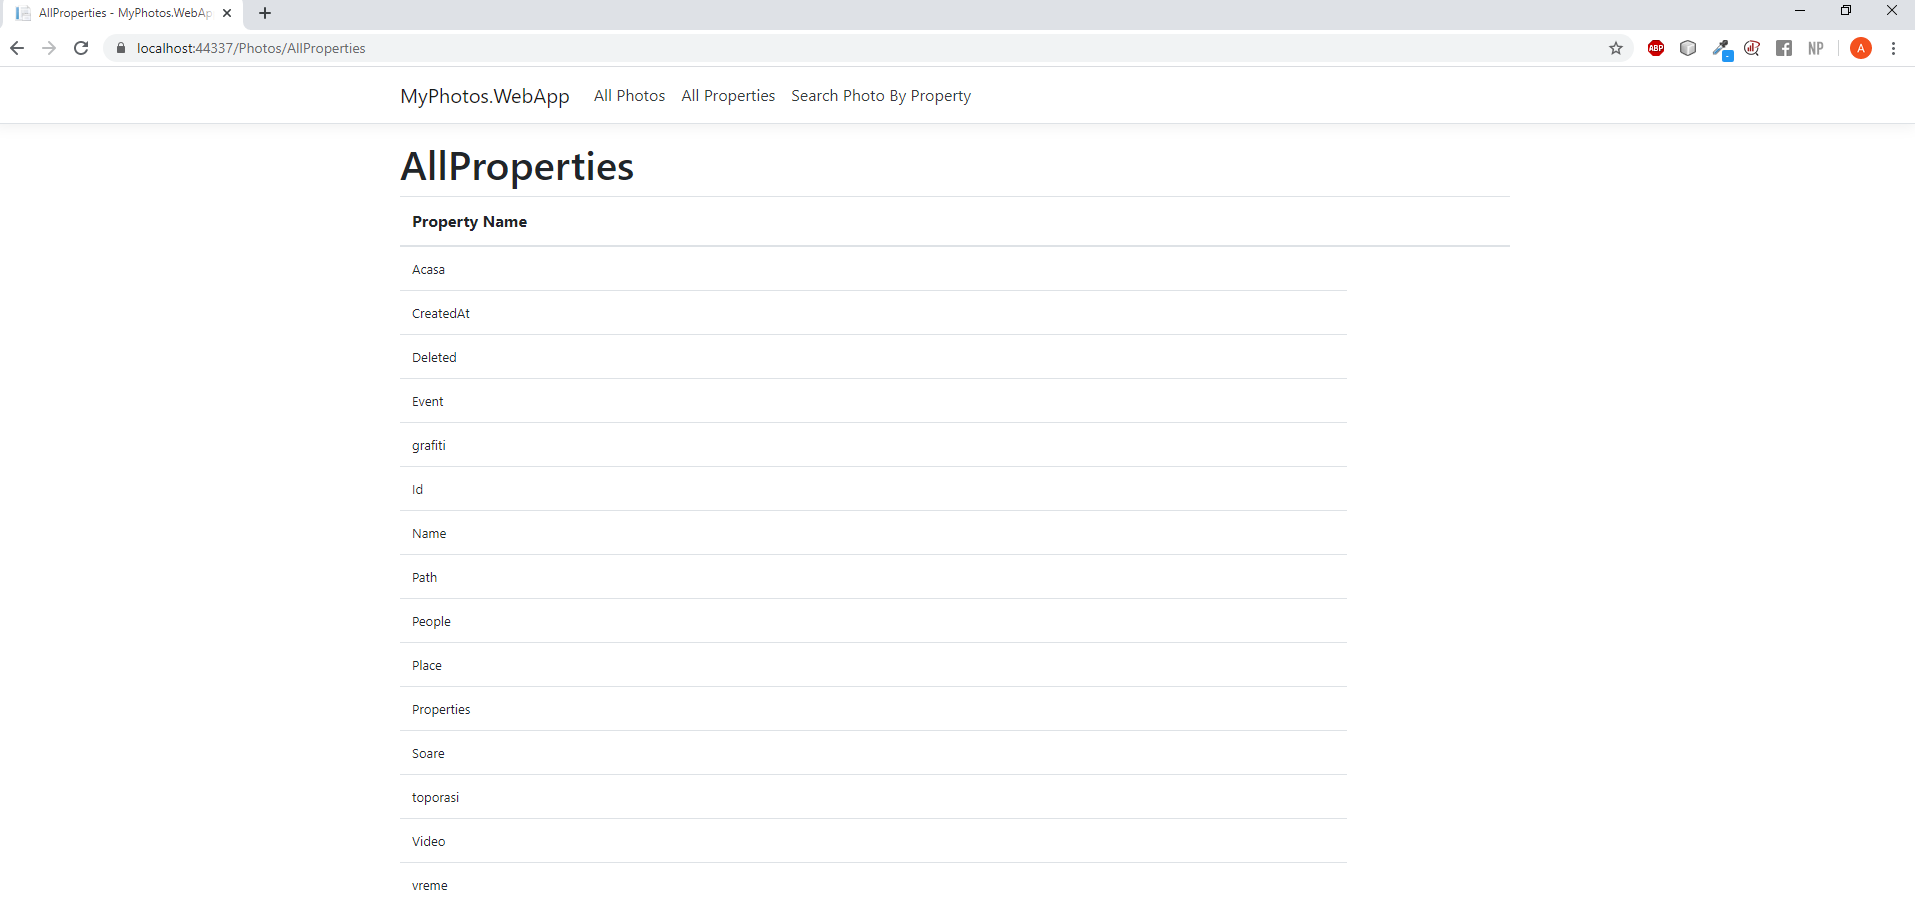 AllProperties - MyPhotos.WebAp
localhost:44337/Photos/AllProperties
ABP
NP
A
MyPhotos.WebApp All Photos All Properties Search Photo By Property
AllProperties
Property Name
Acasa
CreatedAt
Deleted
Event
grafiti
Id
Name
Path
People
Place
Properties
Soare
toporasi
Video
vreme